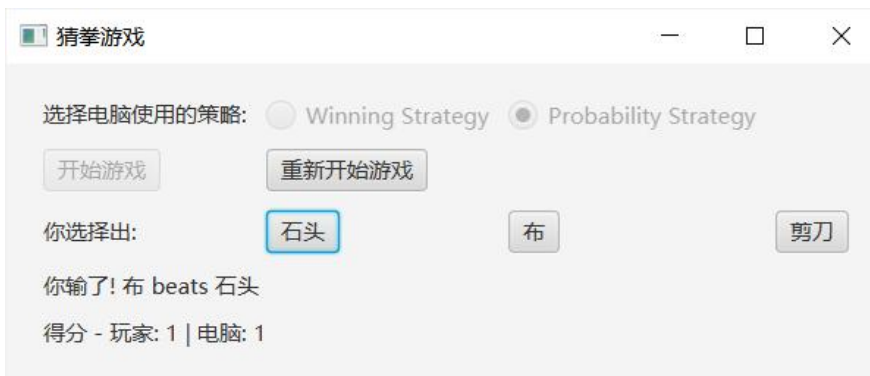 猜拳游戏
选择电脑使用的策略: Winning Strategy Probability Strategy
开始游戏 重新开始游戏
你选择出: 石头 布 剪刀
你输了! 布 beats 石头
得分 - 玩家: 1 | 电脑: 1